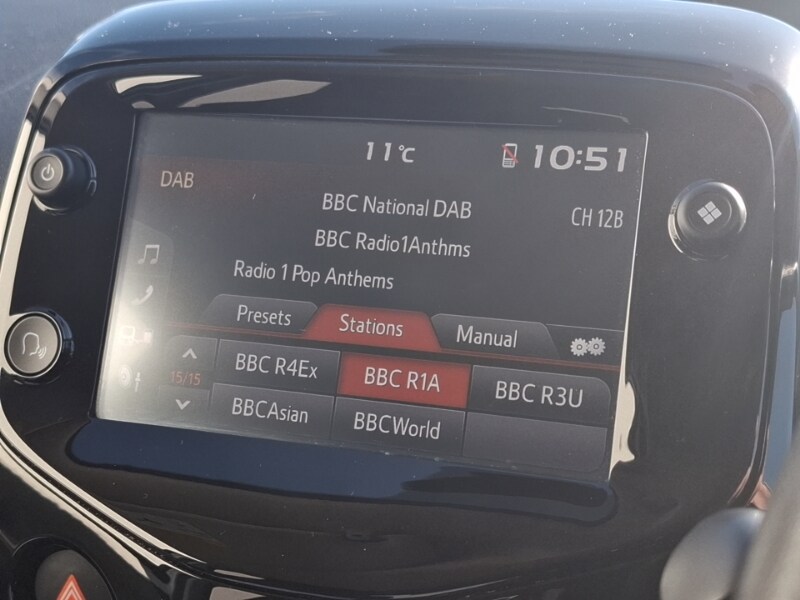 11°C 10:51
DAB
BBC National DAB CH 12B
BBC Radio1Anthms
Radio 1 Pop Anthems
Presets Stations Manual
15/15
BBC R4Ex BBC R1A BBC R3U
BBCAsian BBCWorld